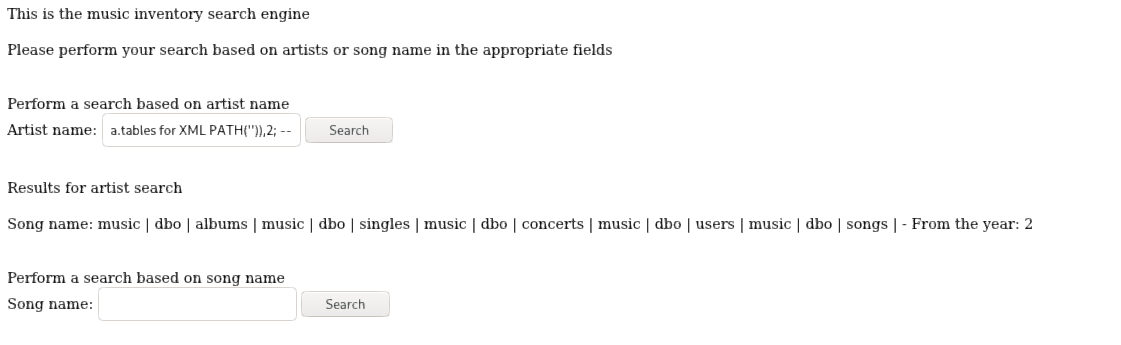 This is the music inventory search engine
Please perform your search based on artists or song name in the appropriate fields
Perform a search based on artist name
Artist name: a.tables for XML PATH('')),2; -- Search
Results for artist search
Song name: music | dbo | albums | music | dbo | singles | music | dbo | concerts | music | dbo | users | music | dbo | songs | - From the year: 2
Perform a search based on song name
Song name: Search